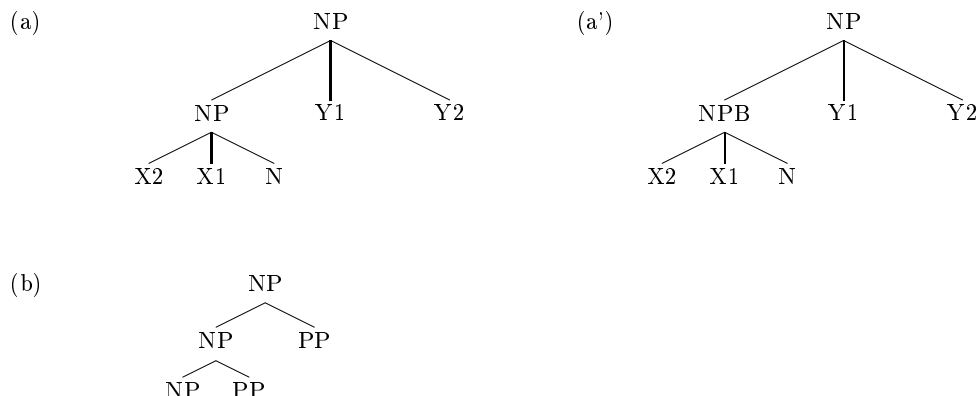 (a) NP (a') NP
NP Y1 Y2 NPB Y1 Y2
X2 X1 N X2 X1 N
(b) NP
NP PP
NP PP